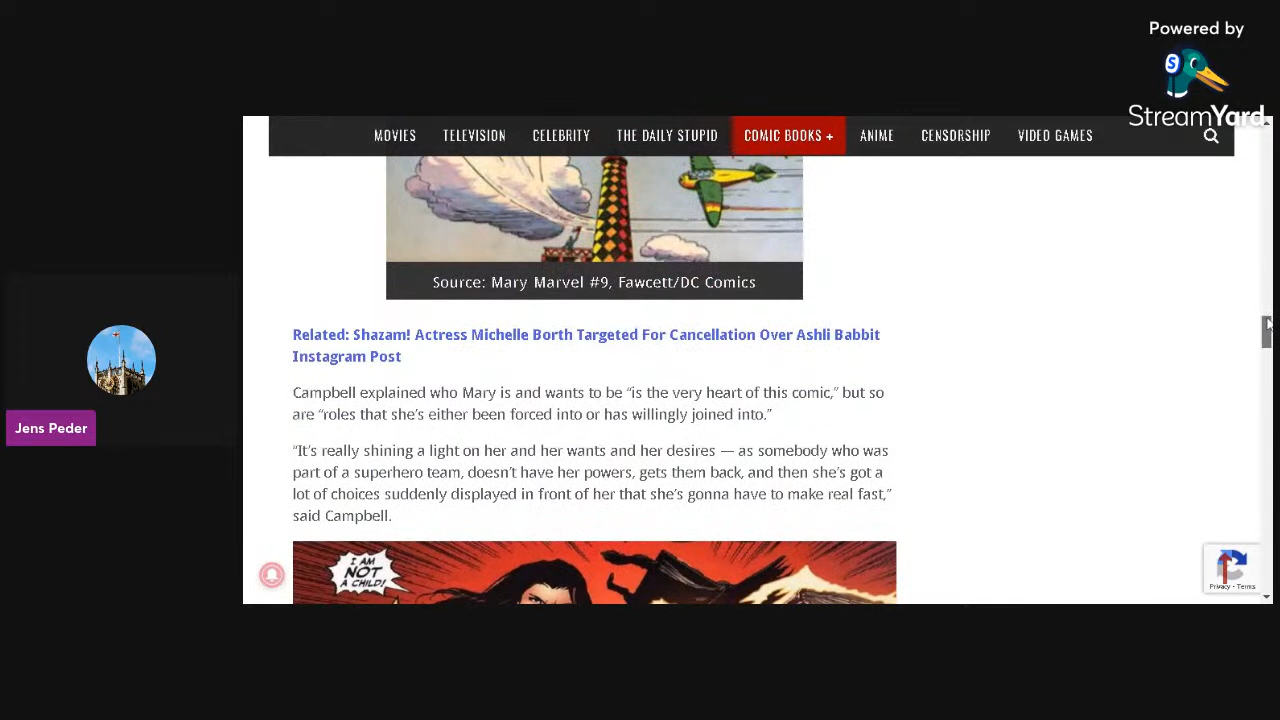 Powered by
S
StreamYard
MOVIES TELEVISION CELEBRITY THE DAILY STUPID COMIC BOOKS + ANIME CENSORSHIP VIDEO GAMES
Source: Mary Marvel #9, Fawcett/DC Comics
Related: Shazam! Actress Michelle Borth Targeted For Cancellation Over Ashli Babbit
Instagram Post
Campbell explained who Mary is and wants to be “is the very heart of this comic,” but so
are “roles that she’s either been forced into or has willingly joined into.”
Jens Peder
“It’s really shining a light on her and her wants and her desires — as somebody who was
part of a superhero team, doesn’t have her powers, gets them back, and then she’s got a
lot of choices suddenly displayed in front of her that she’s gonna have to make real fast,”
said Campbell.
I AM
NOT
A CHILD!
Privacy - Terms